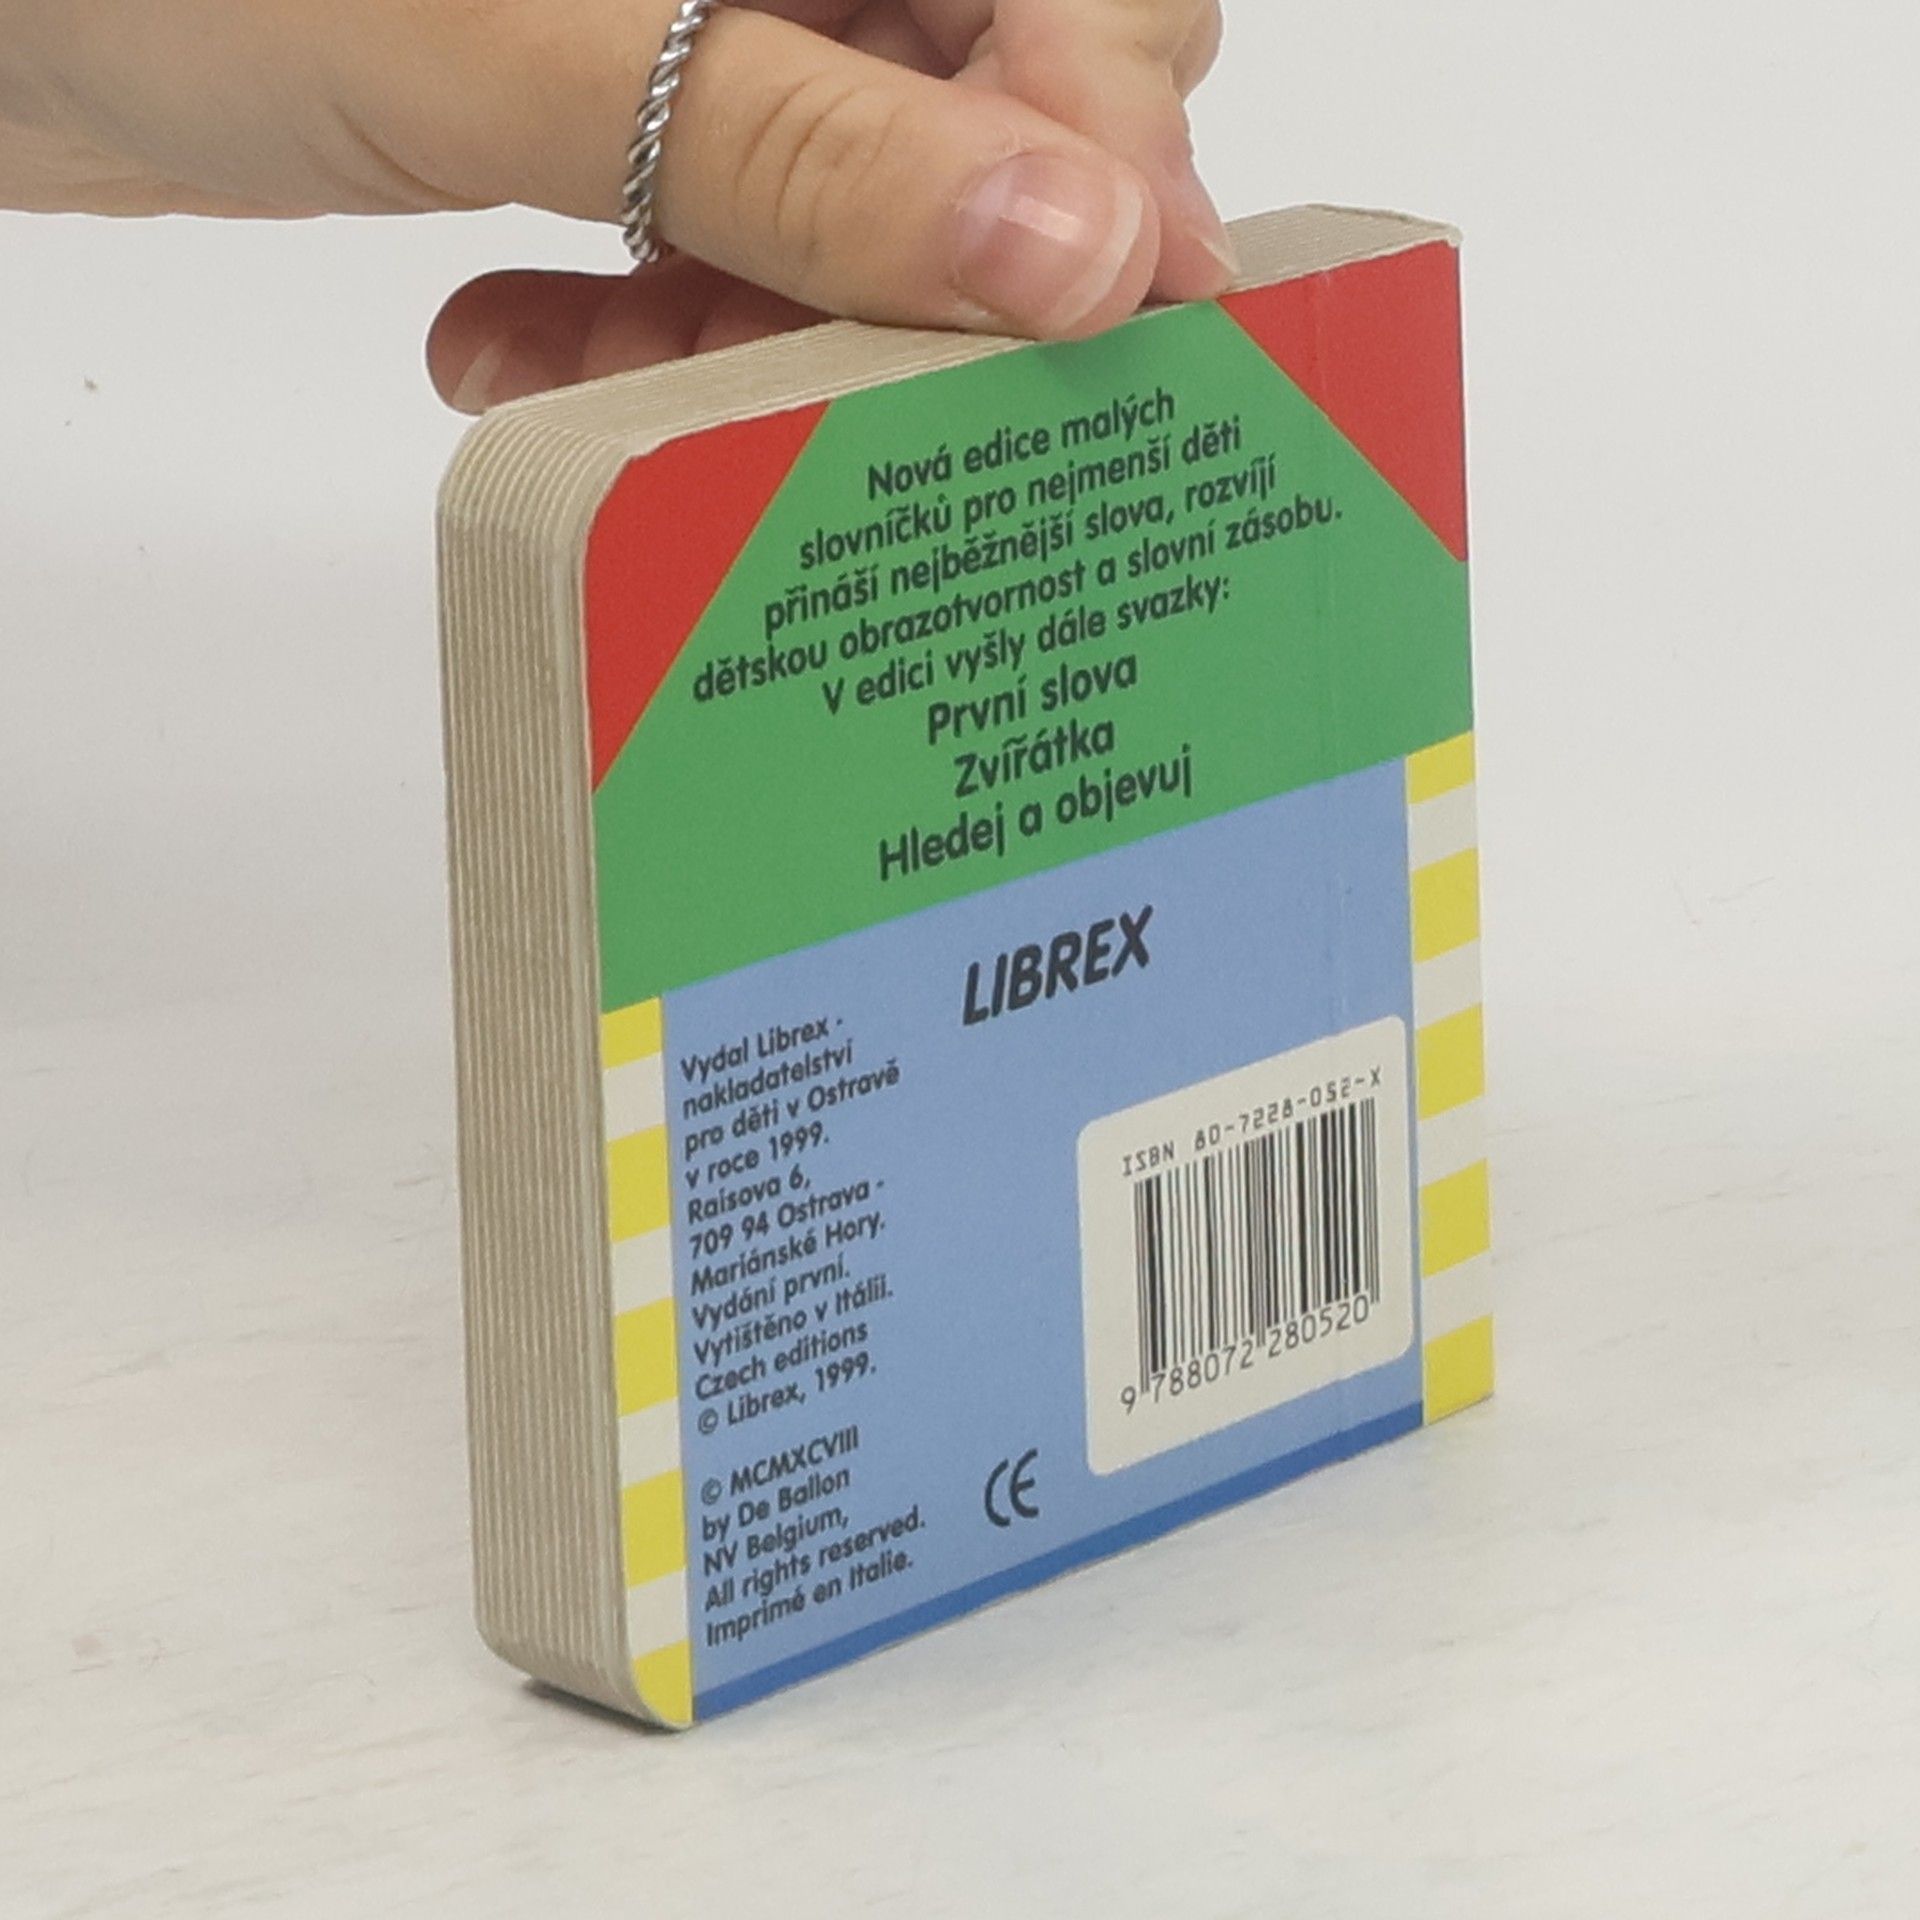 Nová edice malých
slovníčků pro nejmenší děti
přináší nejběžnější slova, rozvíjí
dětskou obrazotvornost a slovní zásobu.
V edici vyšly dále svazky:
První slova
Zvířátka
Hledej a objevuj
LIBREX
Vydal Librex -
nakladatelství
pro děti v Ostravě
v roce 1999.
Raisova 6,
709 94 Ostrava -
Mariánské Hory.
Vydání první.
Vytištěno v Itálii.
Czech editions
© Librex, 1999.
© MCMXCVIII
by De Ballon
NV Belgium,
All rights reserved.
Imprimé en Italie.
CE
ISBN 80-7228-052-X
9 788072 280520